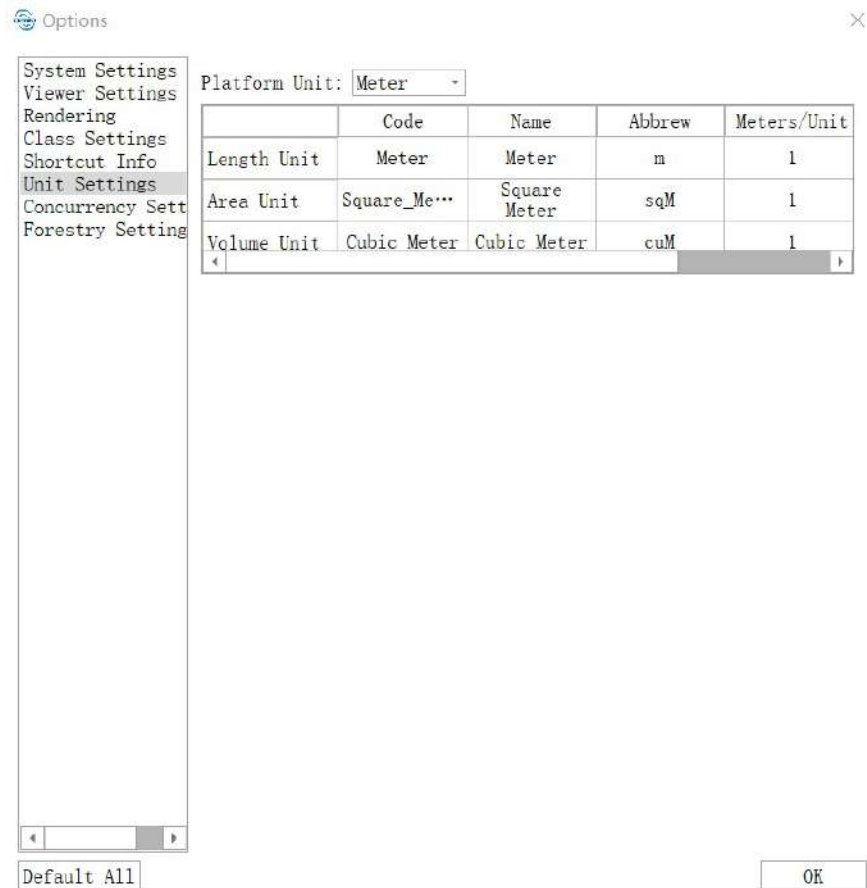 Options
System Settings
Viewer Settings
Rendering
Class Settings
Shortcut Info
Unit Settings
Concurrency Sett
Forestry Setting
Platform Unit: Meter
Code Name Abbrew Meters/Unit
Length Unit Meter Meter m 1
Area Unit Square_Me··· Square Meter sqM 1
Volume Unit Cubic Meter Cubic Meter cuM 1
Default All
OK